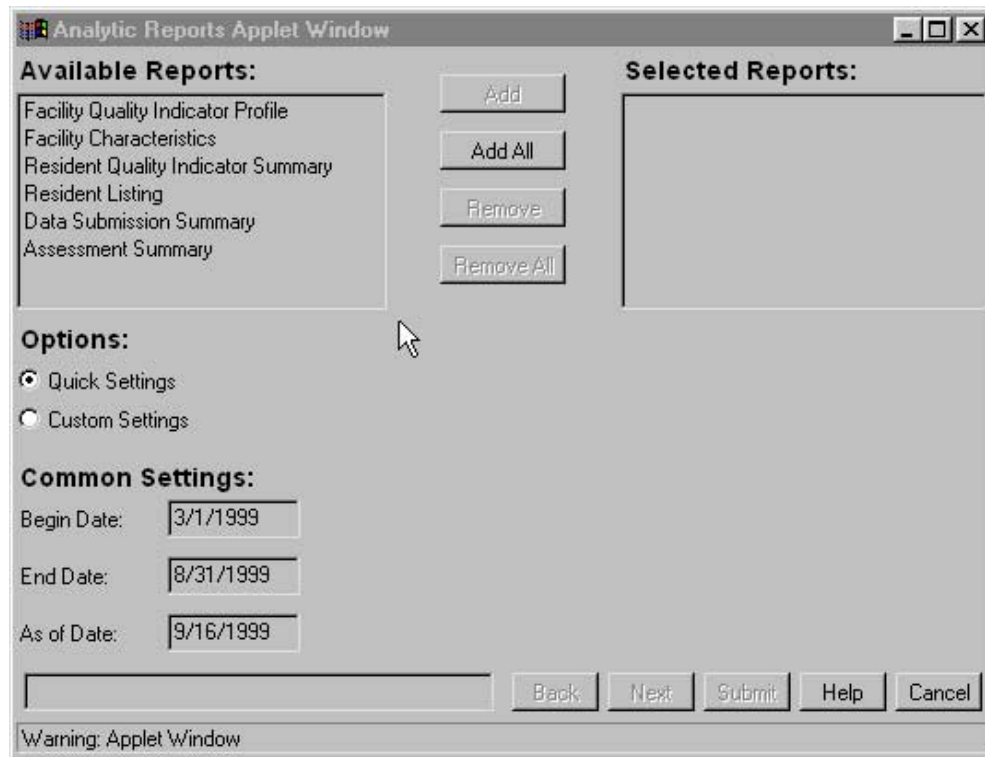 Analytic Reports Applet Window
Available Reports:
Facility Quality Indicator Profile
Facility Characteristics
Resident Quality Indicator Summary
Resident Listing
Data Submission Summary
Assessment Summary
Add
Add All
Remove
Remove All
Selected Reports:
Options:
Quick Settings
Custom Settings
Common Settings:
Begin Date: 3/1/1999
End Date: 8/31/1999
As of Date: 9/16/1999
Back Next Submit Help Cancel
Warning: Applet Window